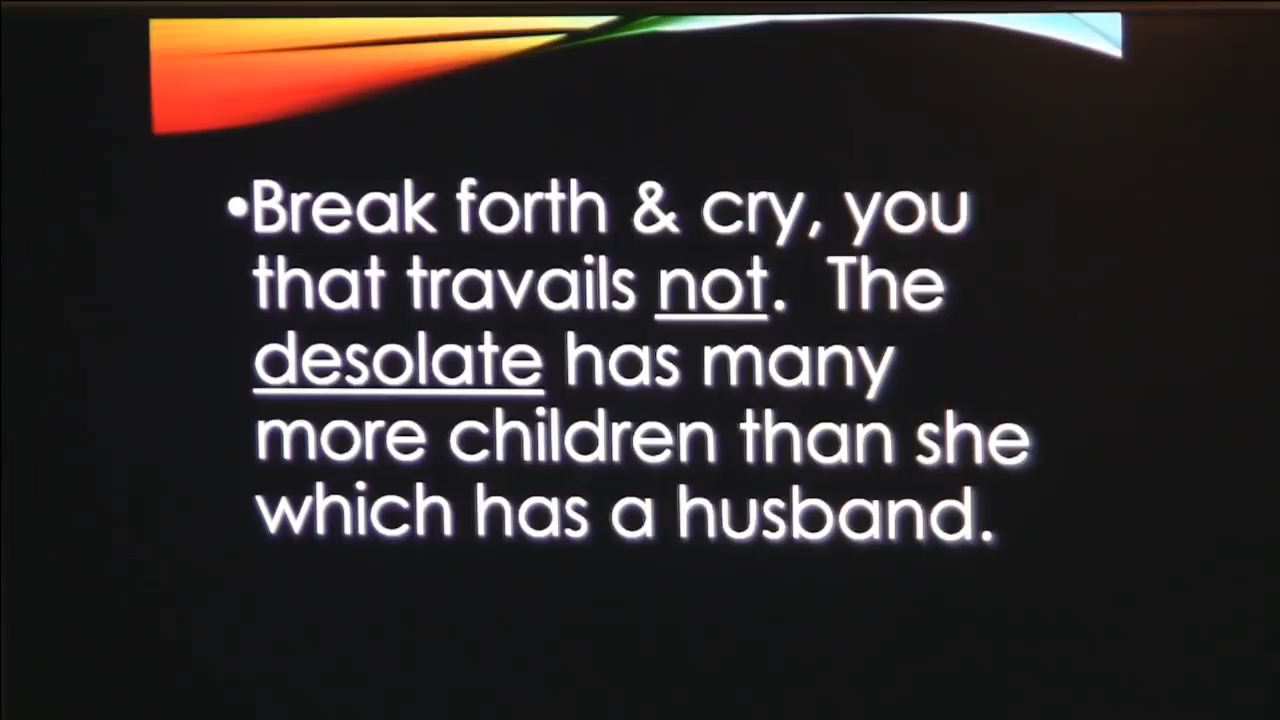 •Break forth & cry, you
that travails not.  The
desolate has many
more children than she
which has a husband.